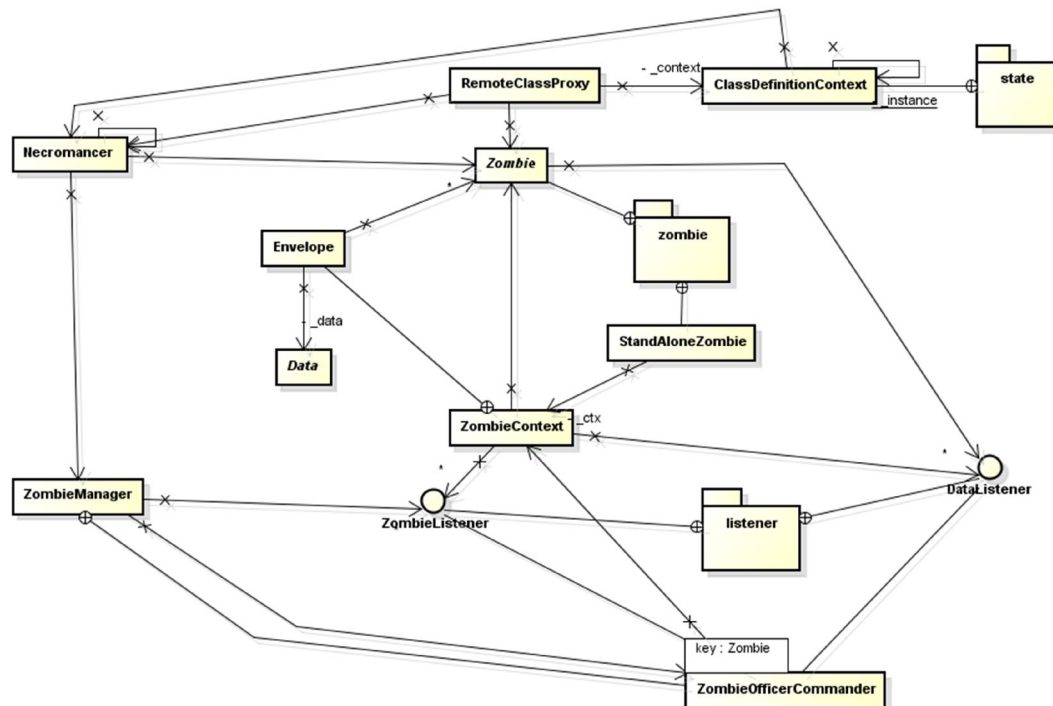 - _context
RemoteClassProxy
ClassDefinitionContext
state
_instance
Necromancer
Zombie
*
zombie
Envelope
- _data
StandAloneZombie
Data
- _ctx
ZombieContext
*
*
DataListener
ZombieManager
ZombieListener
listener
key : Zombie
ZombieOfficerCommander